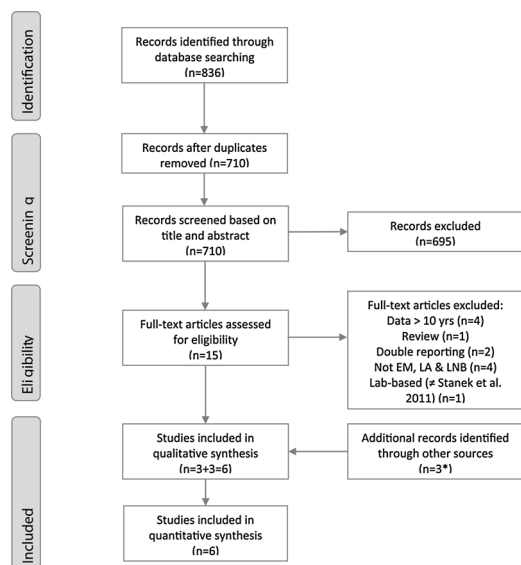 Identification
Records identified through
database searching
(n=836)
Screenin g
Records after duplicates
removed (n=710)
Records screened based on
title and abstract
(n=710)
Records excluded
(n=695)
Eli gibility
Full-text articles assessed
for eligibility
(n=15)
Full-text articles excluded:
Data > 10 yrs (n=4)
Review (n=1)
Double reporting (n=2)
Not EM, LA & LNB (n=4)
Lab-based (≠ Stanek et al.
2011) (n=1)
Included
Studies included in
qualitative synthesis
(n=3+3=6)
Additional records identified
through other sources
(n=3*)
Studies included in
quantitative synthesis
(n=6)